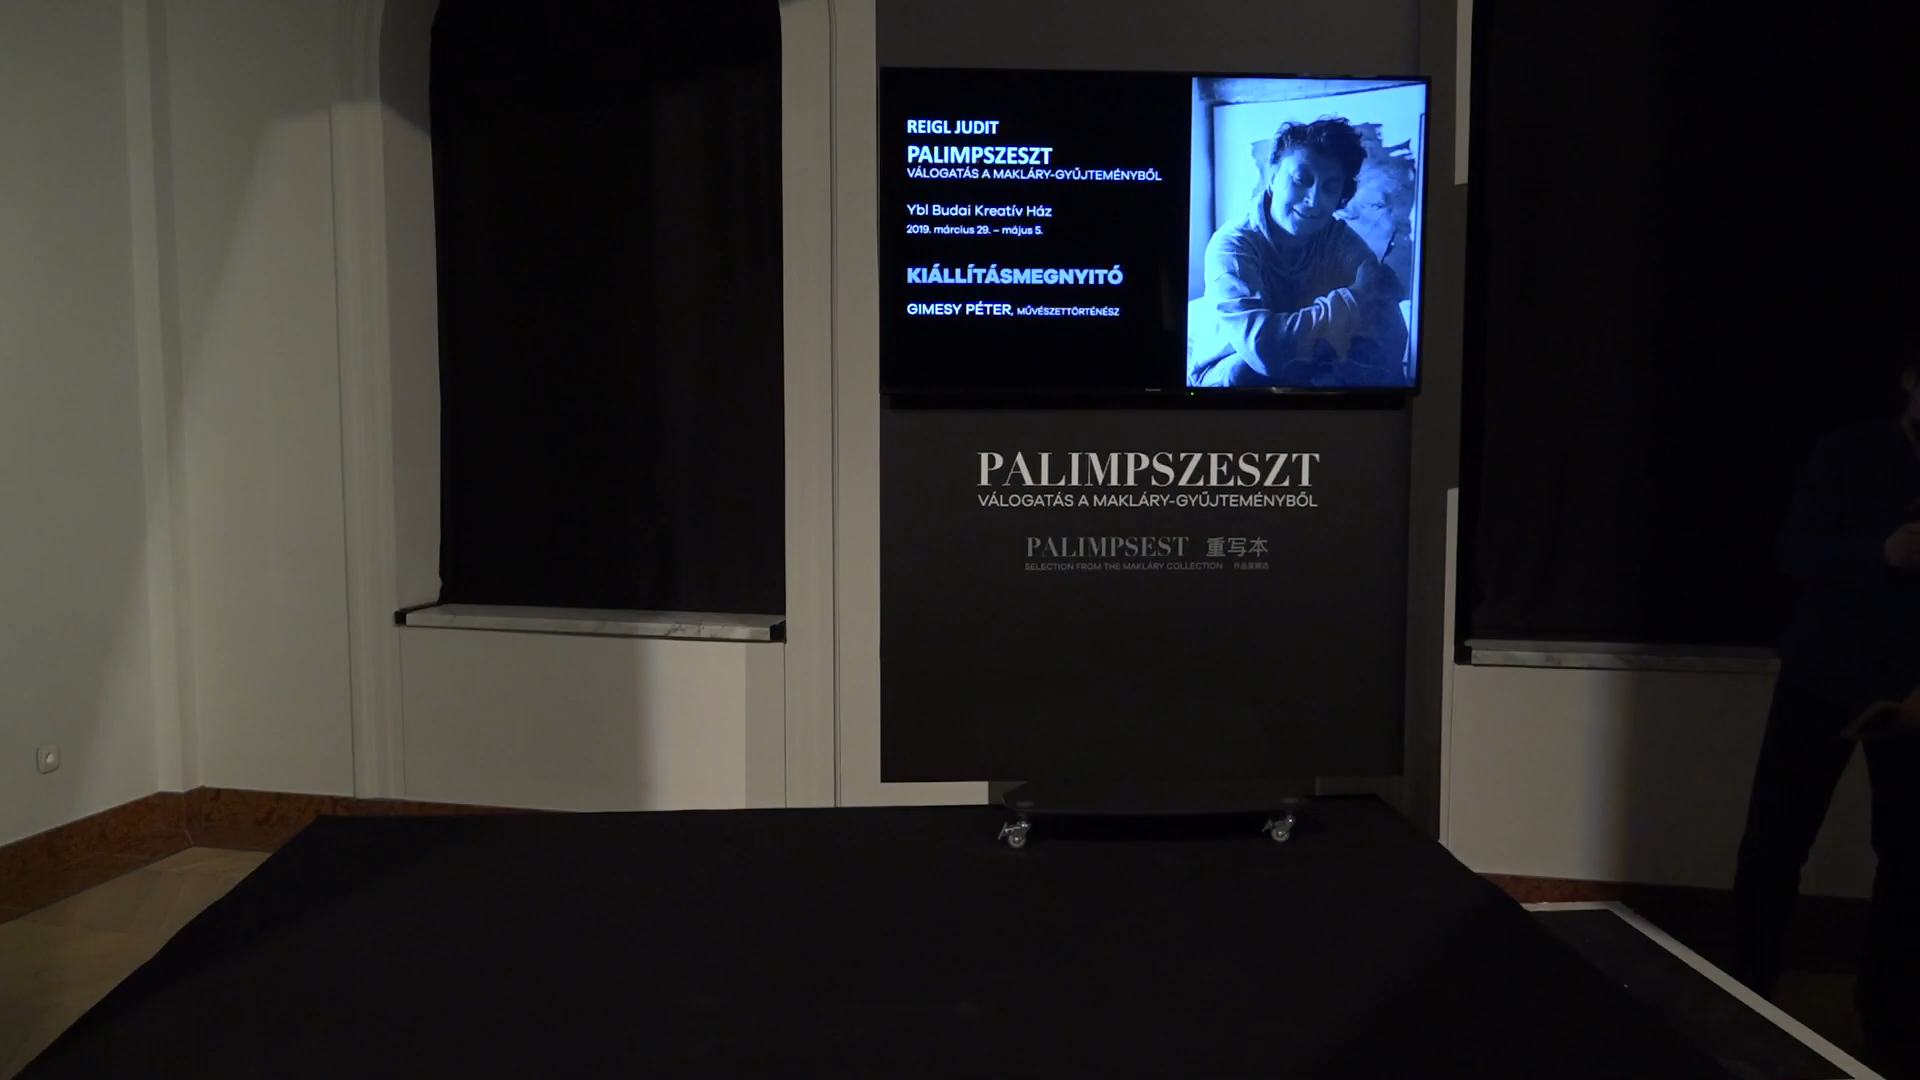 REIGL JUDIT
PALIMPSZESZT
VÁLOGATÁS A MAKLÁRY-GYŰJTEMÉNYBŐL
Ybl Budai Kreatív Ház
2019. március 29. – május 5.
KIÁLLÍTÁSMEGNYITÓ
GIMESY PÉTER, MŰVÉSZETTÖRTÉNÉSZ
PALIMPSZESZT
VÁLOGATÁS A MAKLÁRY-GYŰJTEMÉNYBŐL
PALIMPSEST 重写本
SELECTION FROM THE MAKLÁRY COLLECTION